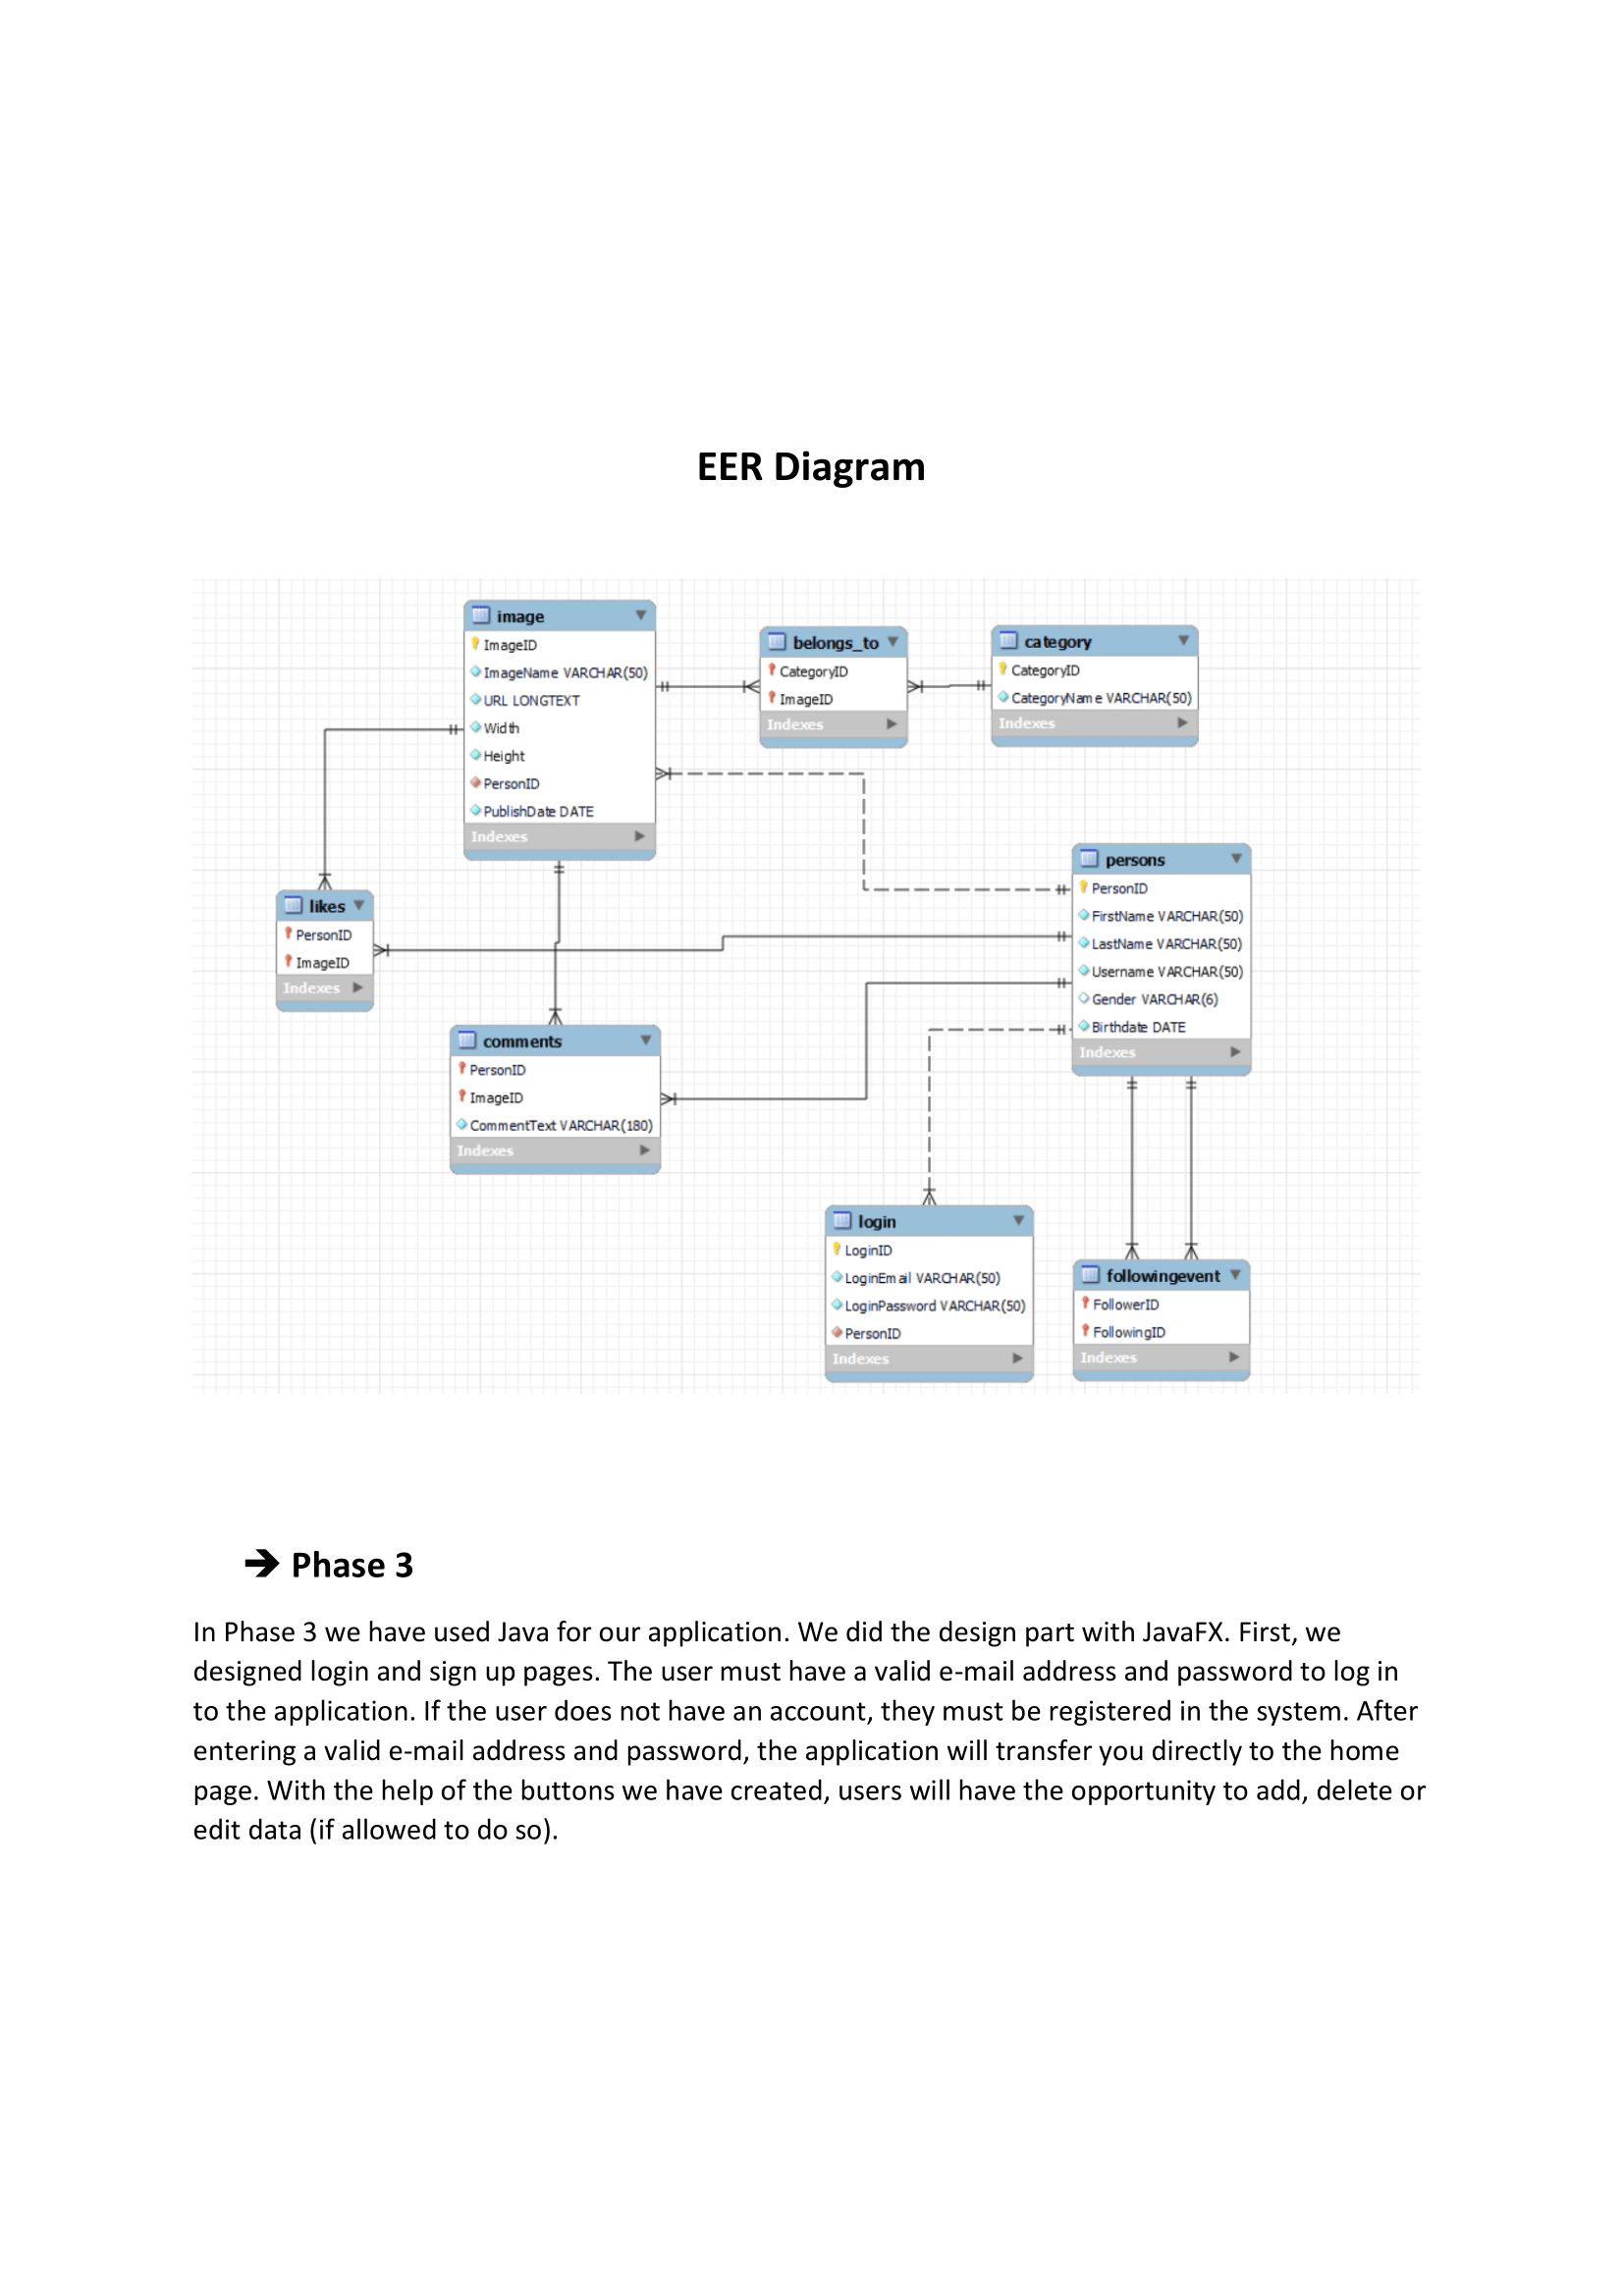 EER Diagram
image
ImageID
ImageName VARCHAR(50)
URL LONGTEXT
Width
Height
PersonID
PublishDate DATE
Indexes
belongs_to
CategoryID
ImageID
Indexes
category
CategoryID
CategoryName VARCHAR(50)
Indexes
likes
PersonID
ImageID
Indexes
persons
PersonID
FirstName VARCHAR(50)
LastName VARCHAR(50)
Username VARCHAR(50)
Gender VARCHAR(6)
Birthdate DATE
Indexes
comments
PersonID
ImageID
CommentText VARCHAR(180)
Indexes
login
LoginID
LoginEmail VARCHAR(50)
LoginPassword VARCHAR(50)
PersonID
Indexes
followingevent
FollowerID
FollowingID
Indexes
➔ Phase 3
In Phase 3 we have used Java for our application. We did the design part with JavaFX. First, we
designed login and sign up pages. The user must have a valid e-mail address and password to log in
to the application. If the user does not have an account, they must be registered in the system. After
entering a valid e-mail address and password, the application will transfer you directly to the home
page. With the help of the buttons we have created, users will have the opportunity to add, delete or
edit data (if allowed to do so).